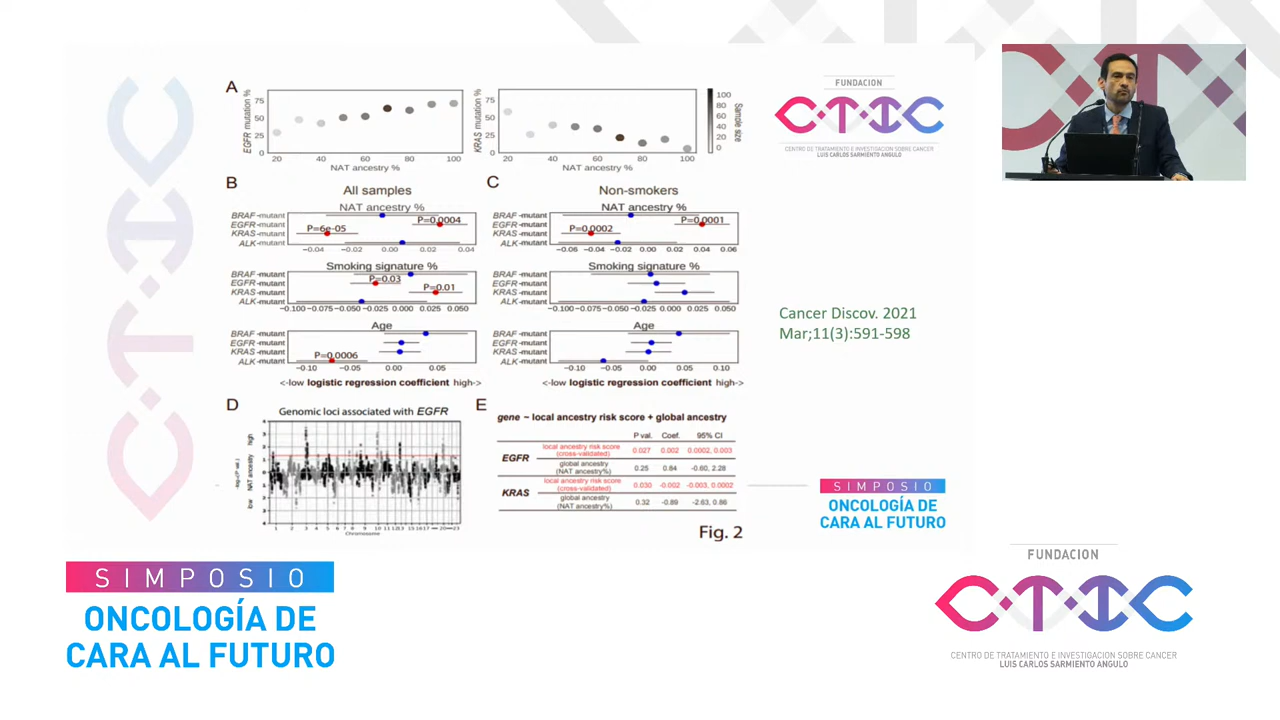 A
EGFR mutation %
75
50
25
0
20
40
60
80
100
NAT ancestry %
KRAS mutation %
75
50
25
0
20
40
60
80
100
NAT ancestry %
100
80
60
40
20
0
Sample size
B
All samples
NAT ancestry %
BRAF-mutant
EGFR-mutant
KRAS-mutant
ALK-mutant
P=0.0004
P=6e-05
−0.04 −0.02 0.00 0.02 0.04
Smoking signature %
BRAF-mutant
EGFR-mutant
KRAS-mutant
ALK-mutant
P=0.03
P=0.01
−0.100 −0.075 −0.050 −0.025 0.000 0.025 0.050
Age
BRAF-mutant
EGFR-mutant
KRAS-mutant
ALK-mutant
P=0.0006
−0.10 −0.05 0.00 0.05
<-low logistic regression coefficient high->
C
Non-smokers
NAT ancestry %
BRAF-mutant
EGFR-mutant
KRAS-mutant
ALK-mutant
P=0.0001
P=0.0002
−0.06 −0.04 −0.02 0.00 0.02 0.04 0.06
Smoking signature %
BRAF-mutant
EGFR-mutant
KRAS-mutant
ALK-mutant
−0.100 −0.075 −0.050 −0.025 0.000 0.025 0.050
Age
BRAF-mutant
EGFR-mutant
KRAS-mutant
ALK-mutant
−0.10 −0.05 0.00 0.05 0.10
<-low logistic regression coefficient high->
D
Genomic loci associated with EGFR
high
NAT ancestry
low
-log(P val.)
Chromosome
E
gene ~ local ancestry risk score + global ancestry
P val. Coef. 95% CI
EGFR
local ancestry risk score
(cross-validated)
0.027 0.002 0.0002, 0.003
global ancestry
(NAT ancestry%)
0.25 0.84 -0.60, 2.28
KRAS
local ancestry risk score
(cross-validated)
0.030 -0.002 -0.003, 0.0002
global ancestry
(NAT ancestry%)
0.32 -0.89 -2.63, 0.86
Fig. 2
FUNDACION
CTIC
CENTRO DE TRATAMIENTO E INVESTIGACION SOBRE CANCER
LUIS CARLOS SARMIENTO ANGULO
Cancer Discov. 2021
Mar;11(3):591-598
SIMPOSIO
ONCOLOGÍA DE
CARA AL FUTURO
CTIC
SIMPOSIO
ONCOLOGÍA DE
CARA AL FUTURO
FUNDACION
CTIC
CENTRO DE TRATAMIENTO E INVESTIGACION SOBRE CANCER
LUIS CARLOS SARMIENTO ANGULO